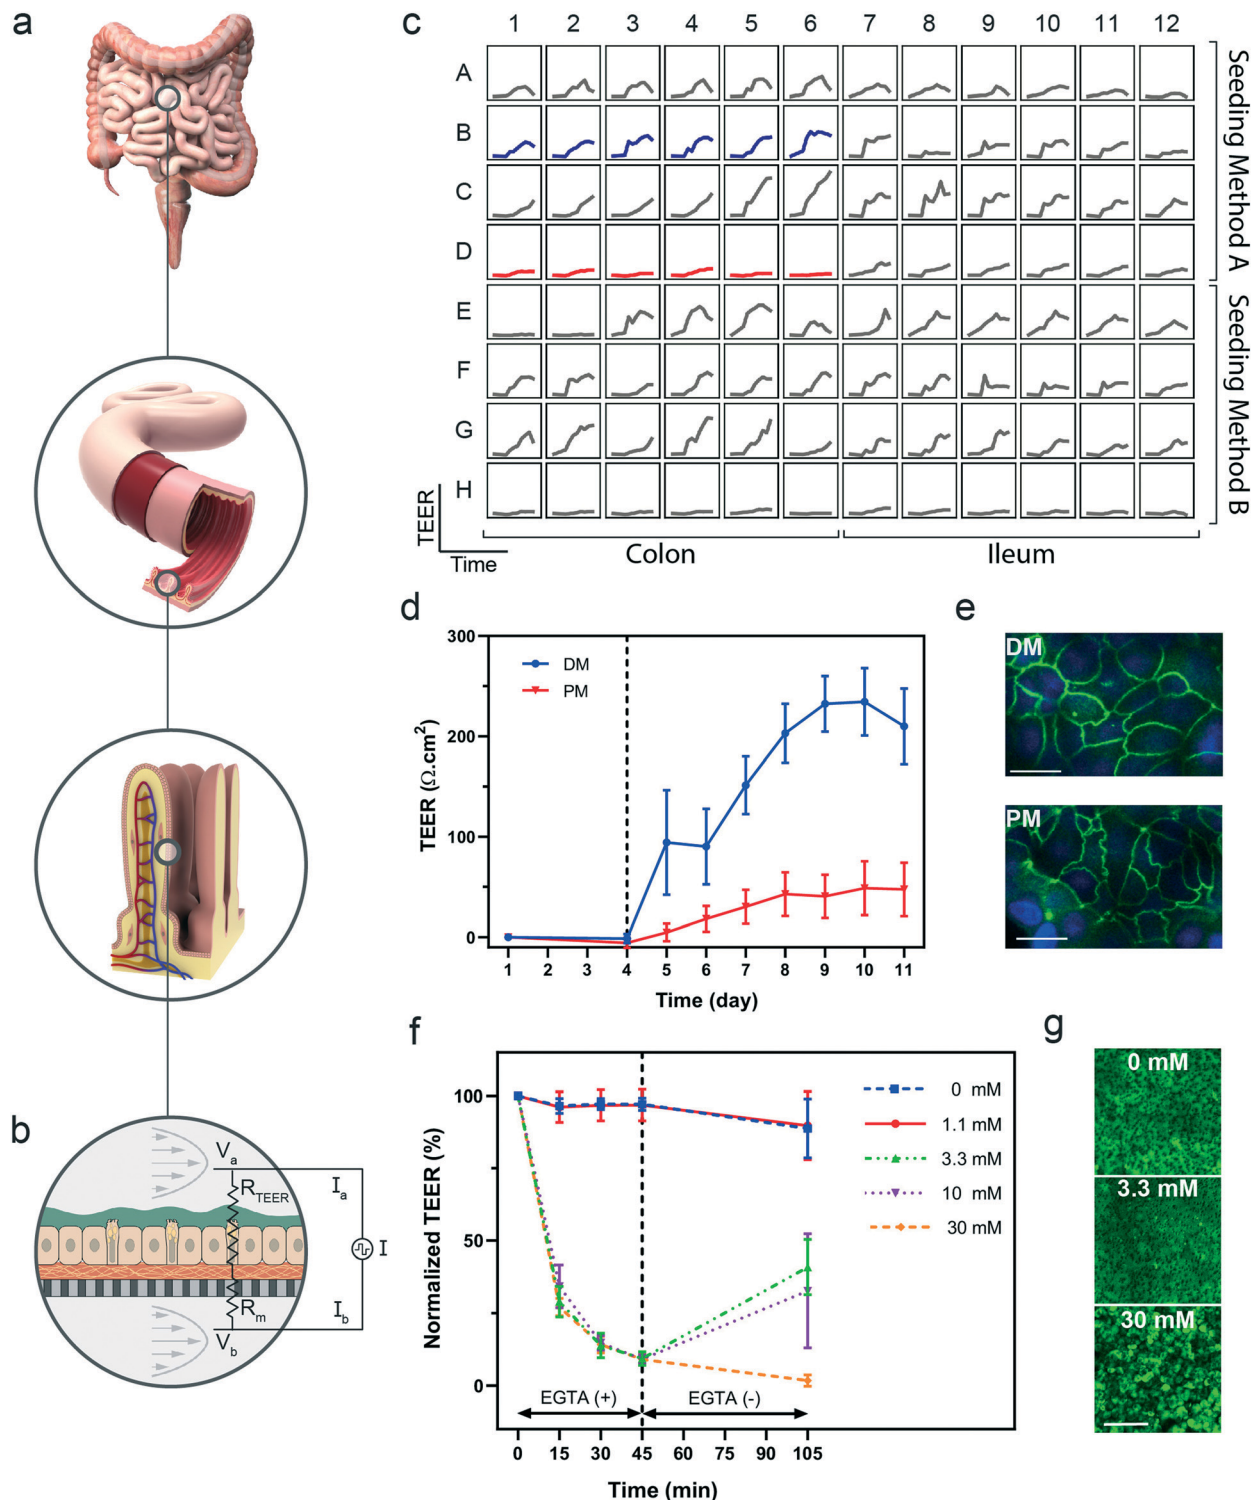 a
c
1 2 3 4 5 6 7 8 9 10 11 12
A
B
C
D
E
F
G
H
Seeding Method A
Seeding Method B
TEER
Time
Colon
Ileum
d
300
200
100
0
TEER (Ω.cm²)
DM
PM
1 2 3 4 5 6 7 8 9 10 11
Time (day)
e
DM
PM
b
Va
RTEER
Ia
I
Rm
Ib
Vb
f
100
50
0
Normalized TEER (%)
0 mM
1.1 mM
3.3 mM
10 mM
30 mM
EGTA (+)
EGTA (-)
0 15 30 45 60 75 90 105
Time (min)
g
0 mM
3.3 mM
30 mM